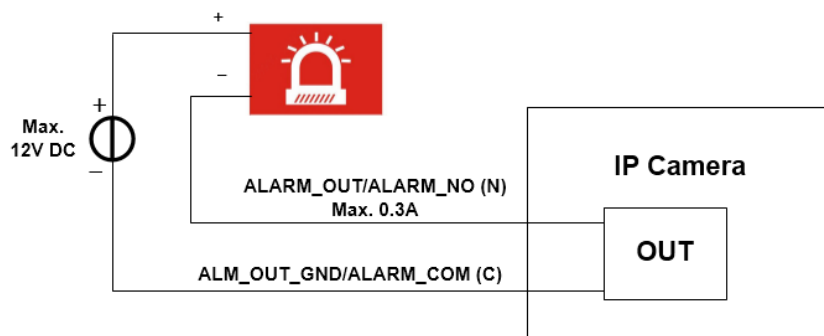 +
−
+
Max.
12V DC
−
ALARM_OUT/ALARM_NO (N)
Max. 0.3A
IP Camera
OUT
ALM_OUT_GND/ALARM_COM (C)